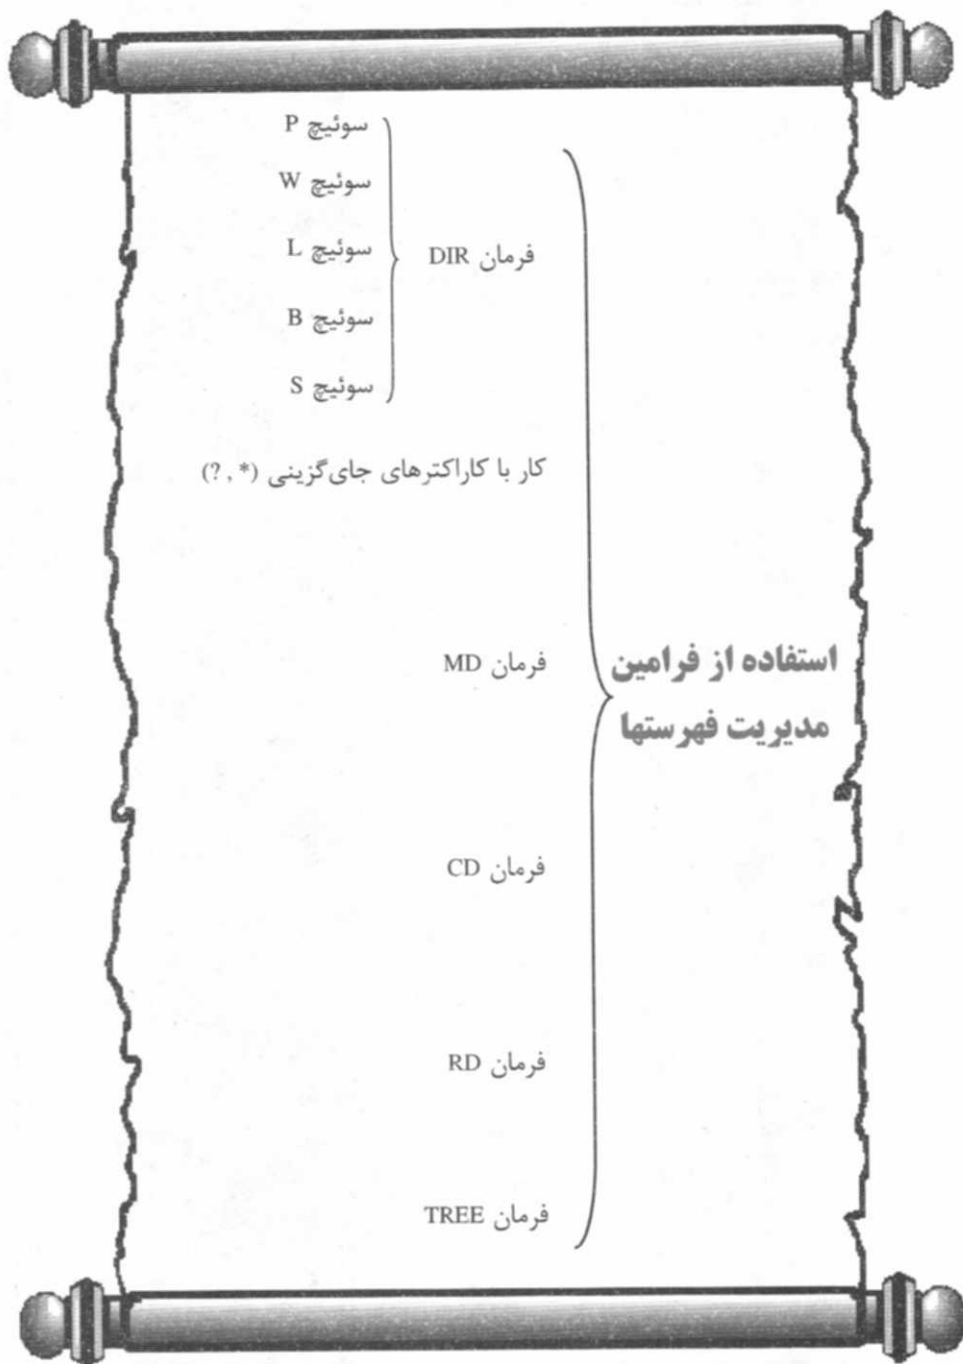 استفاده از فرامین
مدیریت فهرستها
فرمان DIR
سوئیچ P
سوئیچ W
سوئیچ L
سوئیچ B
سوئیچ S
کار با کاراکترهای جای‌گزینی (* , ?)
فرمان MD
فرمان CD
فرمان RD
فرمان TREE